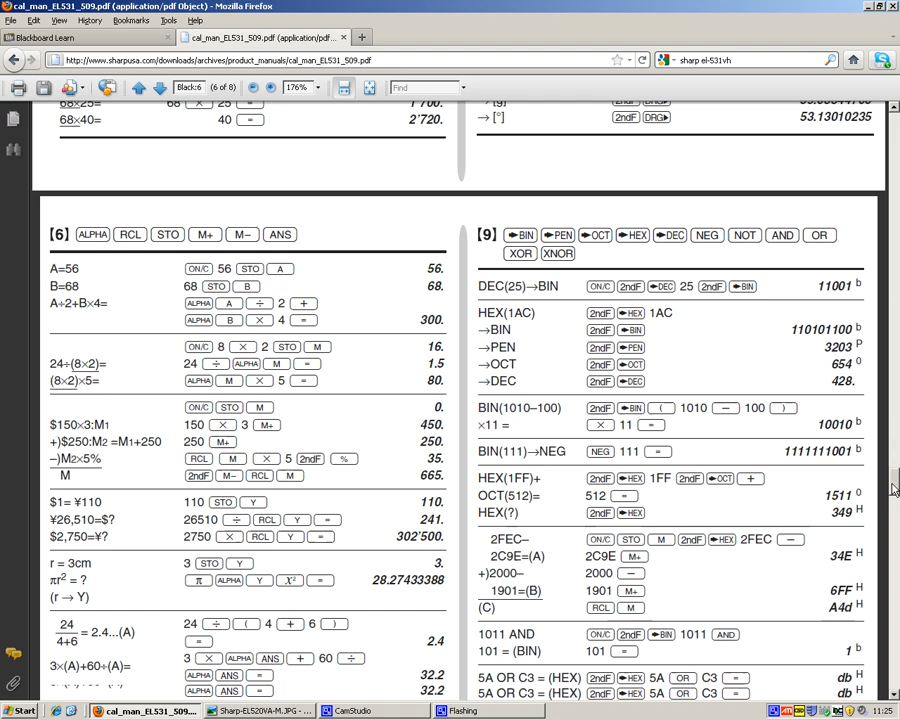 cal_man_EL531_509.pdf (application/pdf Object) - Mozilla Firefox
File Edit View History Bookmarks Tools Help
Blackboard Learn
cal_man_EL531_509.pdf (application/pdf...
http://www.sharpusa.com/downloads/archives/product_manuals/cal_man_EL531_509.pdf
sharp el-531vh
Black:6 (6 of 8) 176% Find
68×25= 68 × 25 = 1'700.
68×40= 40 = 2'720.
→ [g] 2ndF DRG▶
→ [°] 2ndF DRG▶ 53.13010235
【6】 ALPHA RCL STO M+ M− ANS
A=56 ON/C 56 STO A 56.
B=68 68 STO B 68.
A÷2+B×4= ALPHA A ÷ 2 +
ALPHA B × 4 = 300.
ON/C 8 × 2 STO M 16.
24÷(8×2)= 24 ÷ ALPHA M = 1.5
(8×2)×5= ALPHA M × 5 = 80.
ON/C STO M 0.
$150×3:M1 150 × 3 M+ 450.
+)$250:M2 =M1+250 250 M+ 250.
−)M2×5% RCL M × 5 2ndF % 35.
M 2ndF M− RCL M 665.
$1= ¥110 110 STO Y 110.
¥26,510=$? 26510 ÷ RCL Y = 241.
$2,750=¥? 2750 × RCL Y = 302'500.
r = 3cm 3 STO Y 3.
πr² = ? π ALPHA Y X² = 28.27433388
(r → Y)
24/4+6 = 2.4...(A) 24 ÷ ( 4 + 6 )
= 2.4
3×(A)+60÷(A)= 3 × ALPHA ANS + 60 ÷
ALPHA ANS = 32.2
ALPHA ANS = 32.2
【9】 ➔BIN ➔PEN ➔OCT ➔HEX ➔DEC NEG NOT AND OR
XOR XNOR
DEC(25)→BIN ON/C 2ndF ➔DEC 25 2ndF ➔BIN 11001 b
HEX(1AC) 2ndF ➔HEX 1AC
→BIN 2ndF ➔BIN 110101100 b
→PEN 2ndF ➔PEN 3203 P
→OCT 2ndF ➔OCT 654 0
→DEC 2ndF ➔DEC 428.
BIN(1010–100) 2ndF ➔BIN ( 1010 − 100 )
×11 = × 11 = 10010 b
BIN(111)→NEG NEG 111 = 1111111001 b
HEX(1FF)+ 2ndF ➔HEX 1FF 2ndF ➔OCT +
OCT(512)= 512 = 1511 0
HEX(?) 2ndF ➔HEX 349 H
2FEC– ON/C STO M 2ndF ➔HEX 2FEC −
2C9E=(A) 2C9E M+ 34E H
+)2000– 2000 −
1901=(B) 1901 M+ 6FF H
(C) RCL M A4d H
1011 AND ON/C 2ndF ➔BIN 1011 AND
101 = (BIN) 101 = 1 b
5A OR C3 = (HEX) 2ndF ➔HEX 5A OR C3 = db H
5A OR C3 = (HEX) 2ndF ➔HEX 5A OR C3 = db H
Start cal_man_EL531_509.... Sharp-EL520VA-M.JPG - ... CamStudio Flashing 11:25